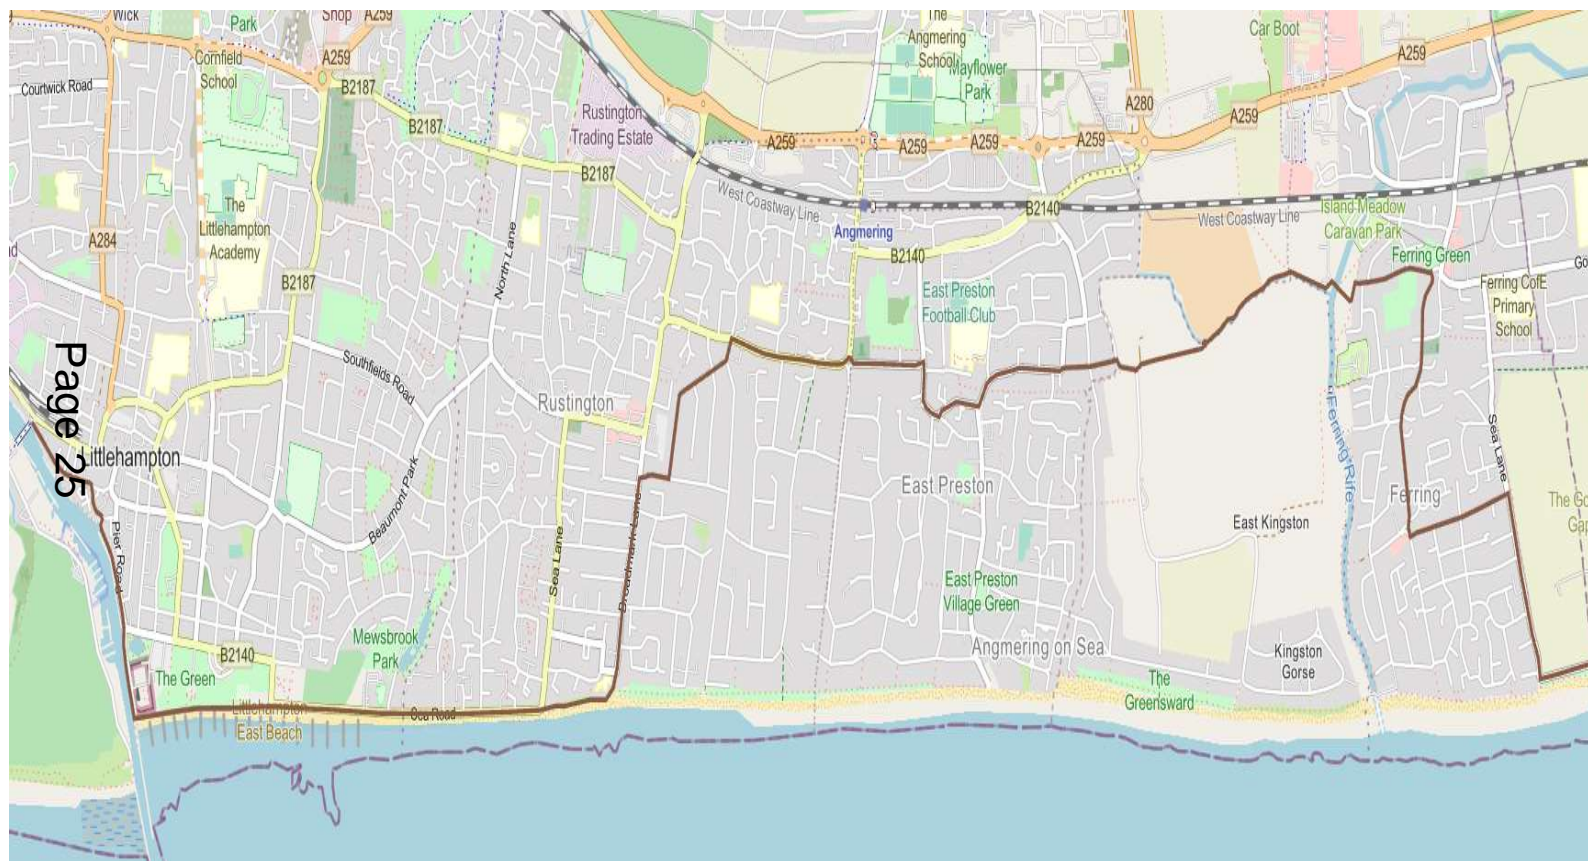 Wick
Park
Shop
A259
A259
The
Angmering
School
Mayflower
Park
Car Boot
A259
Cornfield
School
Courtwick Road
B2187
B2187
Rustington
Trading Estate
A280
A259
A259
A259
A259
A259
B2187
West Coastway Line
B2140
West Coastway Line
Island Meadow
Caravan Park
The
Littlehampton
Academy
A284
North Lane
Angmering
B2140
Ferring Green
B2187
East Preston
Football Club
Ferring CofE
Primary
School
Page 25
Southfields Road
Rustington
Ferring Rife
Sea Lane
Littlehampton
Beaumont Park
East Preston
Ferring
East Kingston
Pier Road
Sea Lane
Broadmark Lane
East Preston
Village Green
Mewsbrook
Park
B2140
Angmering on Sea
Kingston
Gorse
The Green
The
Greensward
Littlehampton
East Beach
Sea Road